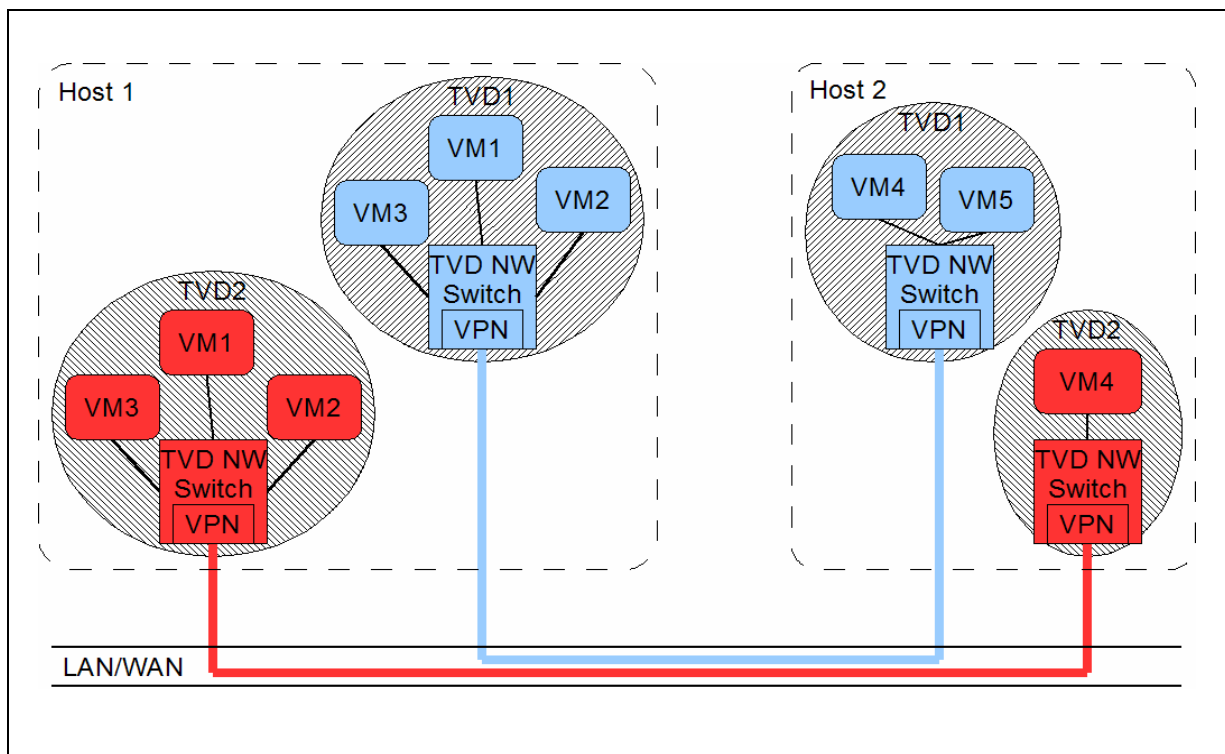 Host 1
TVD1
VM1
VM3
VM2
TVD NW
Switch
VPN
TVD2
VM1
VM3
VM2
TVD NW
Switch
VPN
Host 2
TVD1
VM4
VM5
TVD NW
Switch
VPN
TVD2
VM4
TVD NW
Switch
VPN
LAN/WAN